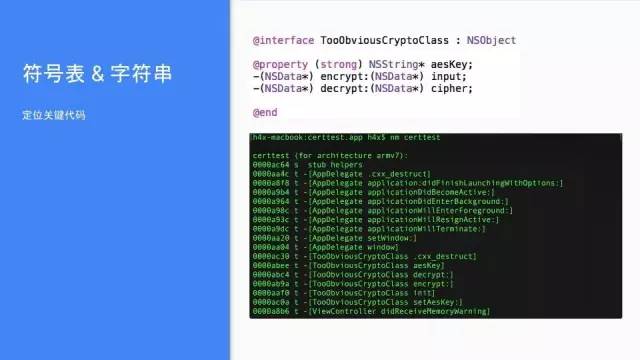 符号表 & 字符串
定位关键代码
@interface TooObviousCryptoClass : NSObject
@property (strong) NSString* aesKey;
-(NSData*) encrypt:(NSData*) input;
-(NSData*) decrypt:(NSData*) cipher;
@end
h4x-macbook:certtest.app h4x$ nm certtest
certtest (for architecture armv7):
0000ac64 s  stub helpers
0000aa4c t -[AppDelegate .cxx_destruct]
0000a8f8 t -[AppDelegate application:didFinishLaunchingWithOptions:]
0000a9b4 t -[AppDelegate applicationDidBecomeActive:]
0000a964 t -[AppDelegate applicationDidEnterBackground:]
0000a98c t -[AppDelegate applicationWillEnterForeground:]
0000a93c t -[AppDelegate applicationWillResignActive:]
0000a9dc t -[AppDelegate applicationWillTerminate:]
0000aa20 t -[AppDelegate setWindow:]
0000aa04 t -[AppDelegate window]
0000ac30 t -[TooObviousCryptoClass .cxx_destruct]
0000abee t -[TooObviousCryptoClass aesKey]
0000abc4 t -[TooObviousCryptoClass decrypt:]
0000ab9a t -[TooObviousCryptoClass encrypt:]
0000aaf0 t -[TooObviousCryptoClass init]
0000ac0a t -[TooObviousCryptoClass setAesKey:]
0000a8b6 t -[ViewController didReceiveMemoryWarning]